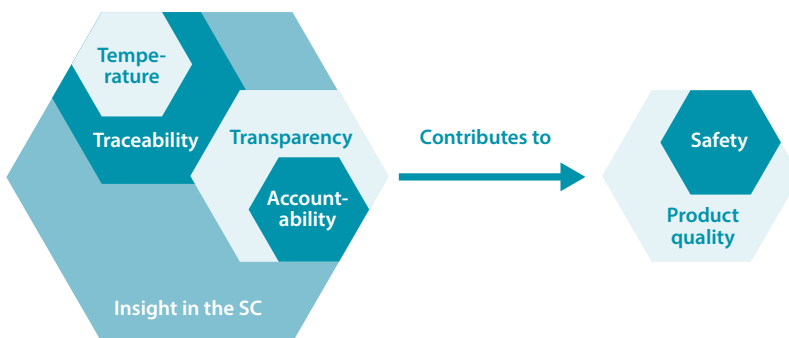 Tempe-
rature
Traceability
Transparency
Account-
ability
Insight in the SC
Contributes to
Safety
Product
quality